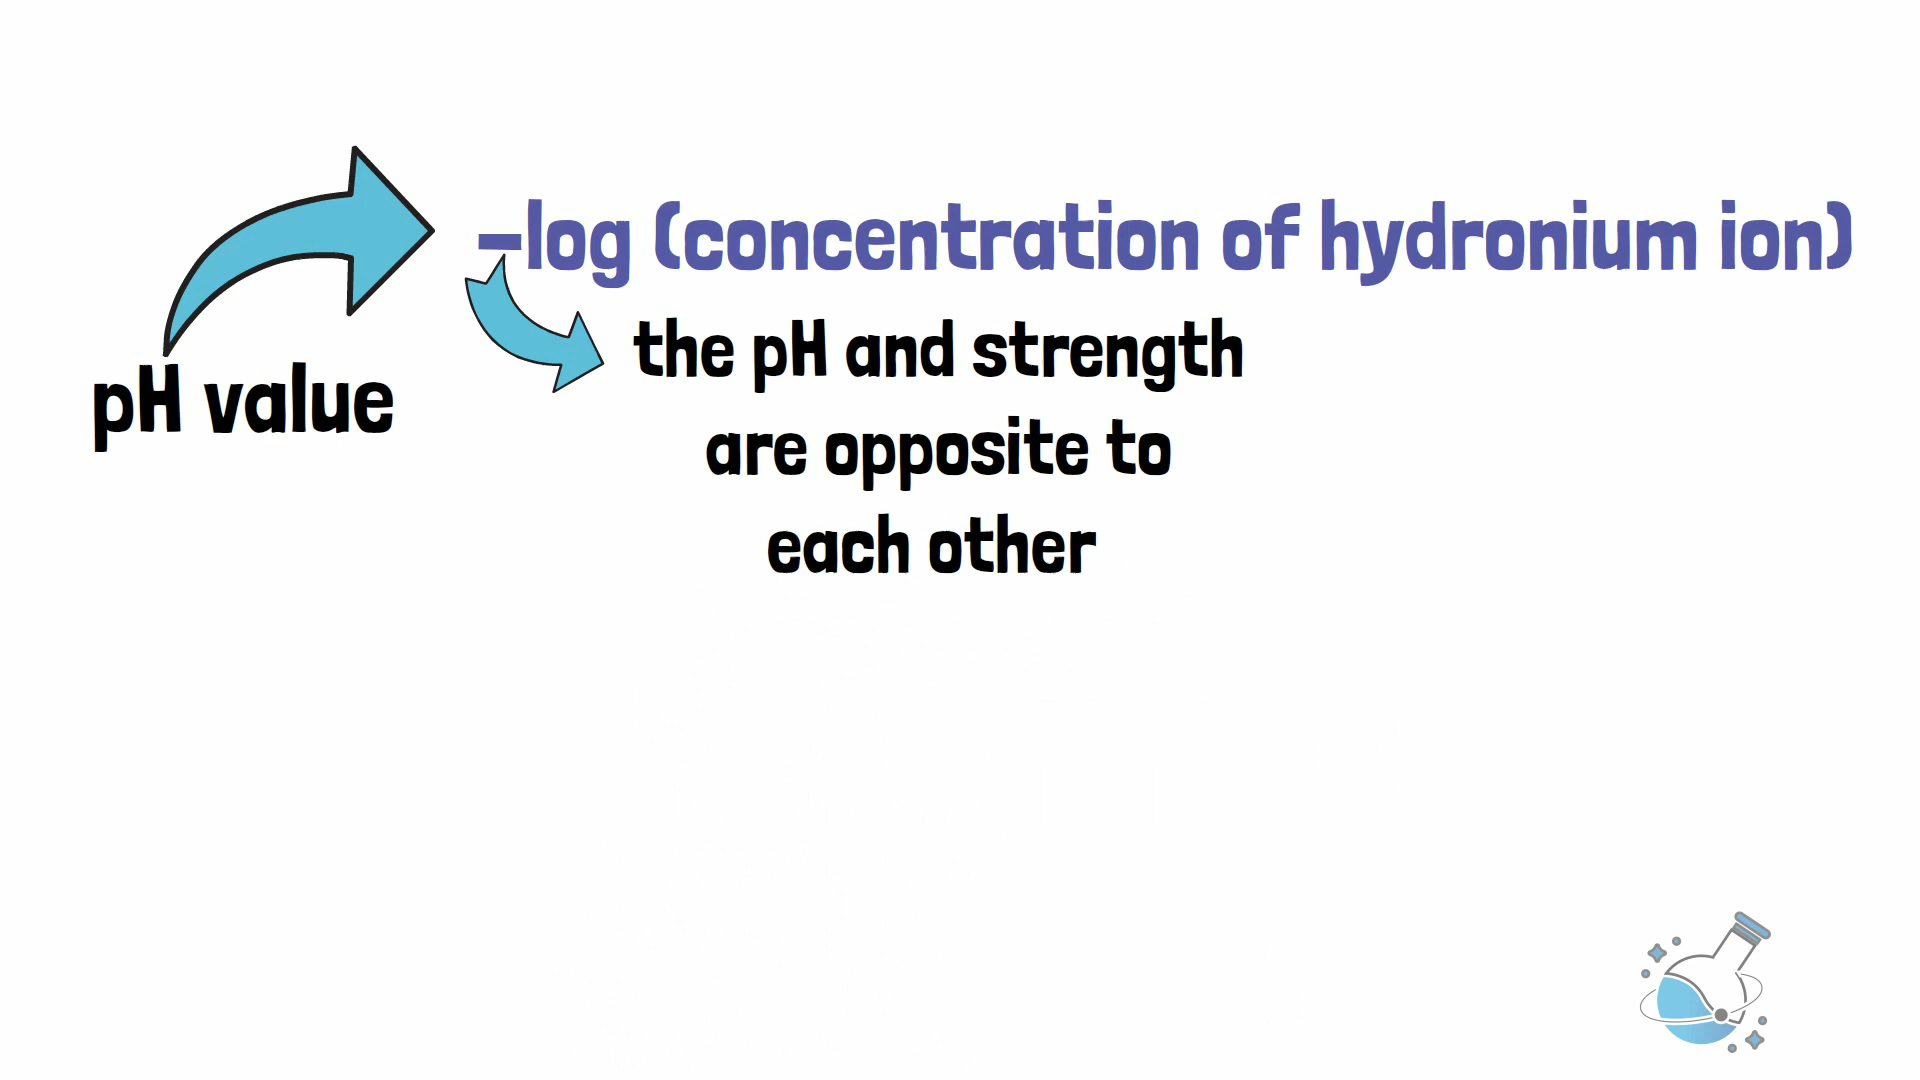 –log (concentration of hydronium ion)
the pH and strength
are opposite to
each other
pH value